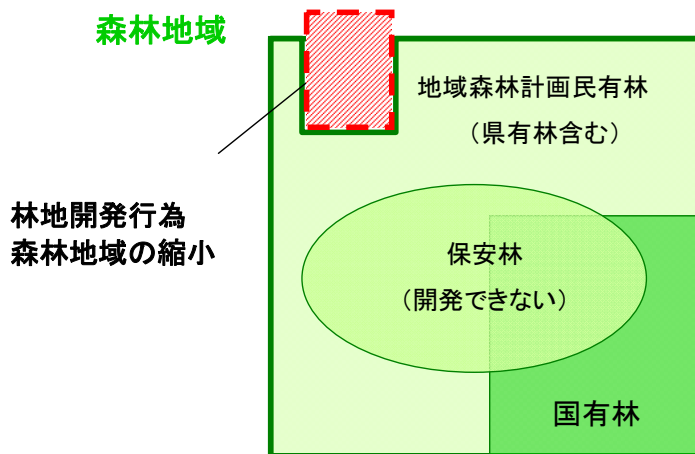 森林地域
地域森林計画民有林
（県有林含む）
林地開発行為
森林地域の縮小
保安林
（開発できない）
国有林